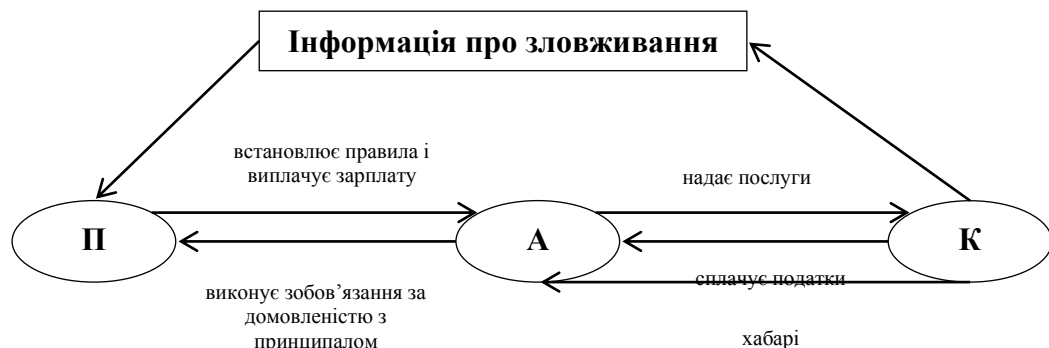 Інформація про зловживання
встановлює правила і
виплачує зарплату
надає послуги
П
А
К
виконує зобов’язання за
домовленістю з
принципалом
сплачує податки
хабарі